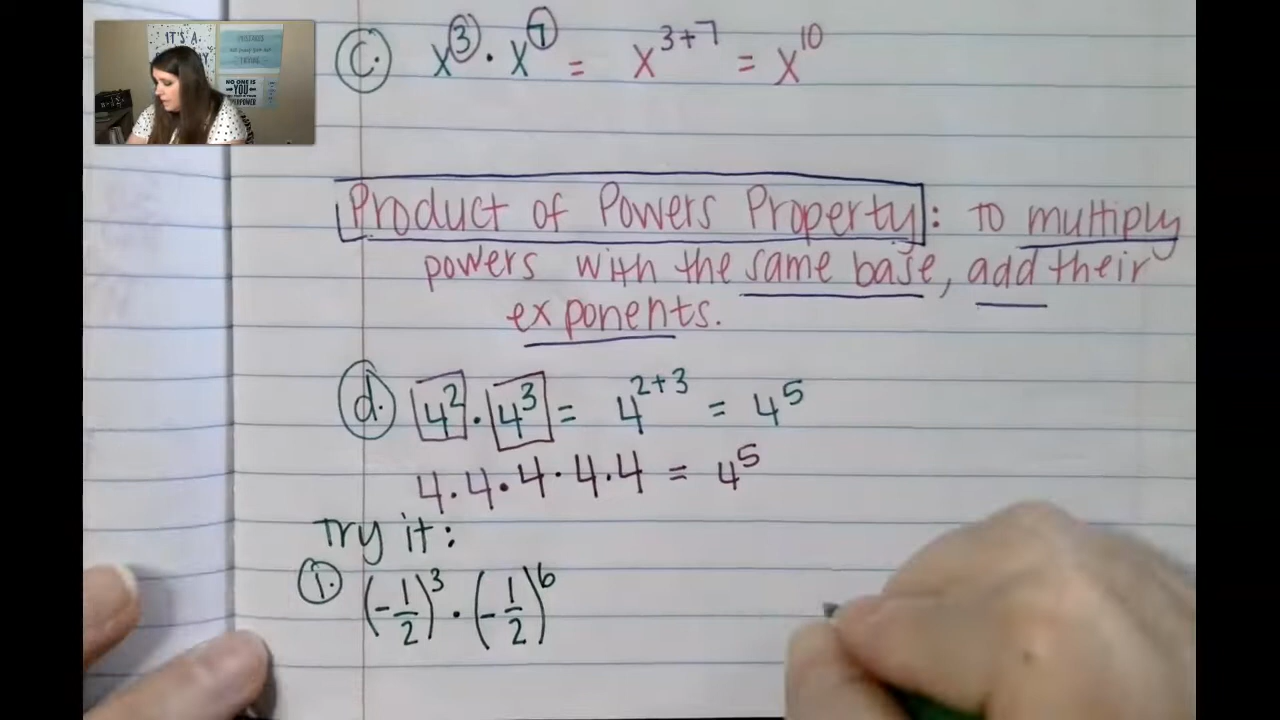 IT'S A
NO ONE IS
YOU
SUPERPOWER
C. x³ · x⁷ = x³⁺⁷ = x¹⁰
Product of Powers Property: to multiply
powers with the same base, add their
exponents.
d. 4² · 4³ = 4²⁺³ = 4⁵
4·4·4·4·4 = 4⁵
Try it:
1. (-1/2)³ · (-1/2)⁶